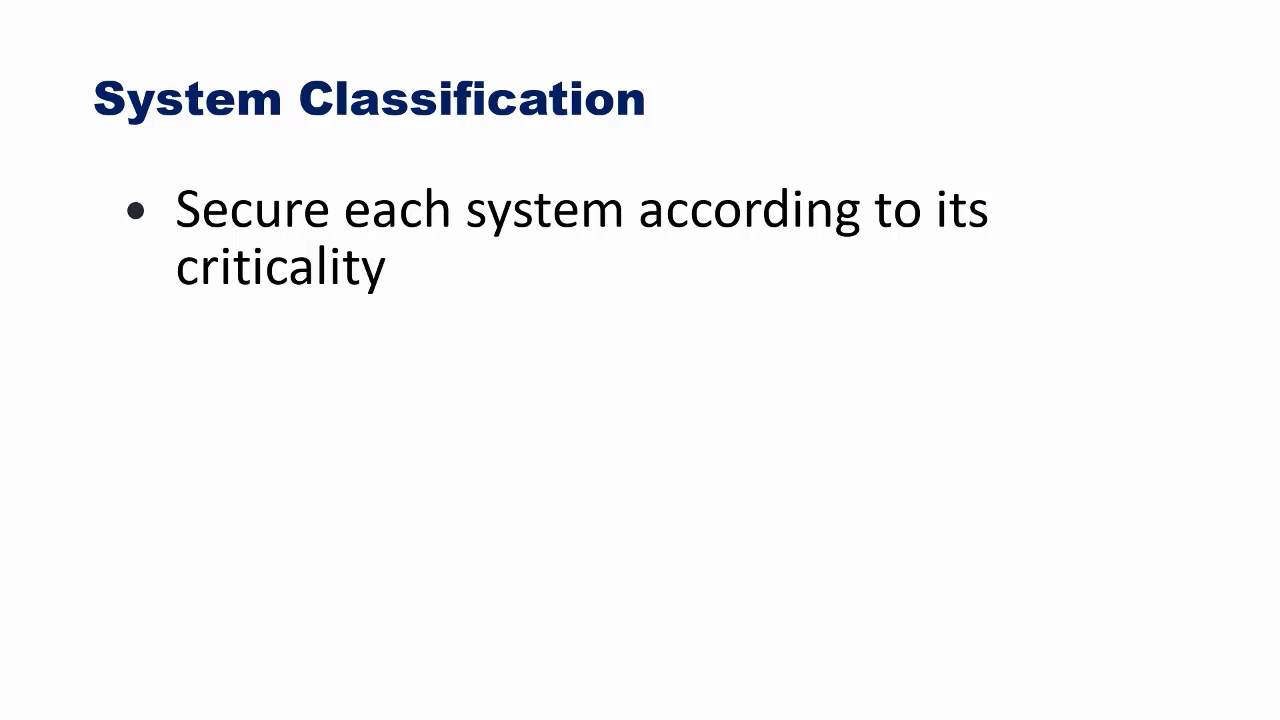 System Classification
• Secure each system according to its
criticality